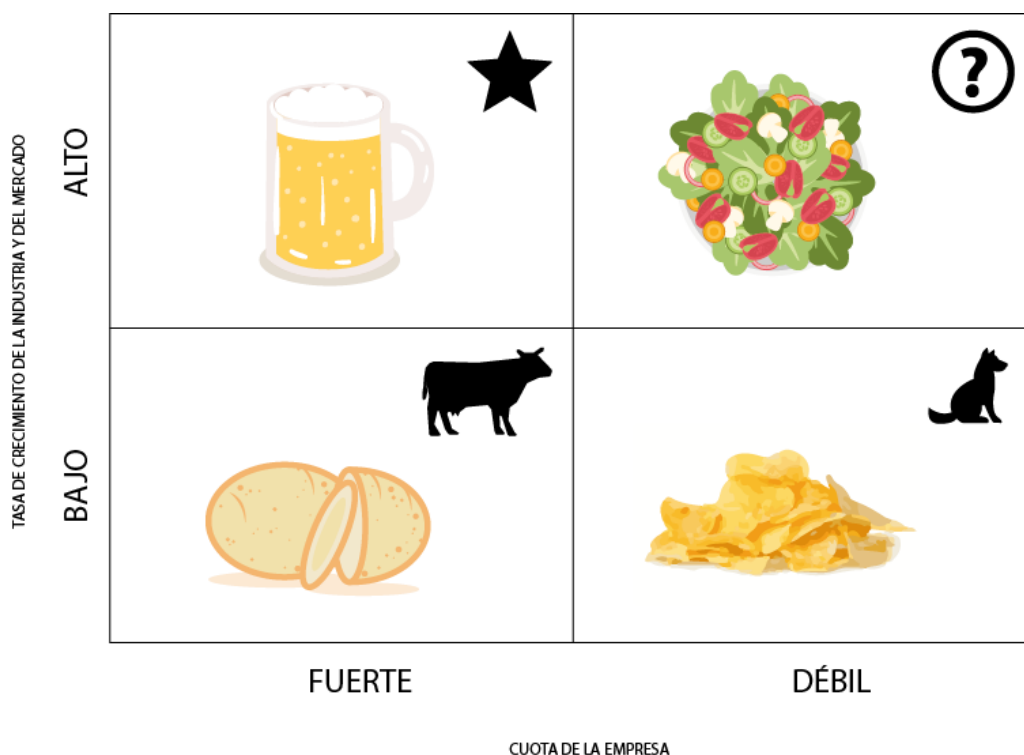 TASA DE CRECIMIENTO DE LA INDUSTRIA Y DEL MERCADO
ALTO
?
BAJO
FUERTE
DÉBIL
CUOTA DE LA EMPRESA